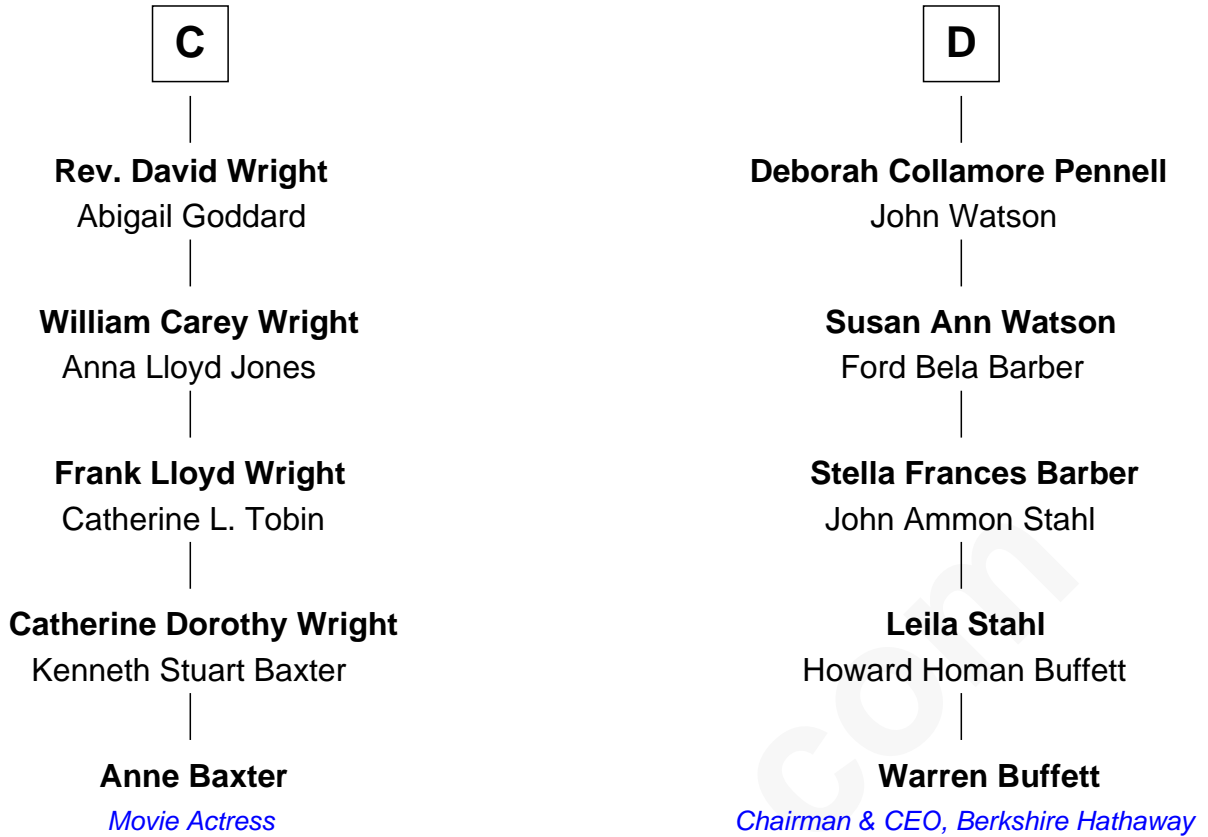 C
Rev. David Wright
Abigail Goddard
William Carey Wright
Anna Lloyd Jones
Frank Lloyd Wright
Catherine L. Tobin
Catherine Dorothy Wright
Kenneth Stuart Baxter
Anne Baxter
Movie Actress
D
Deborah Collamore Pennell
John Watson
Susan Ann Watson
Ford Bela Barber
Stella Frances Barber
John Ammon Stahl
Leila Stahl
Howard Homan Buffett
Warren Buffett
Chairman & CEO, Berkshire Hathaway
com